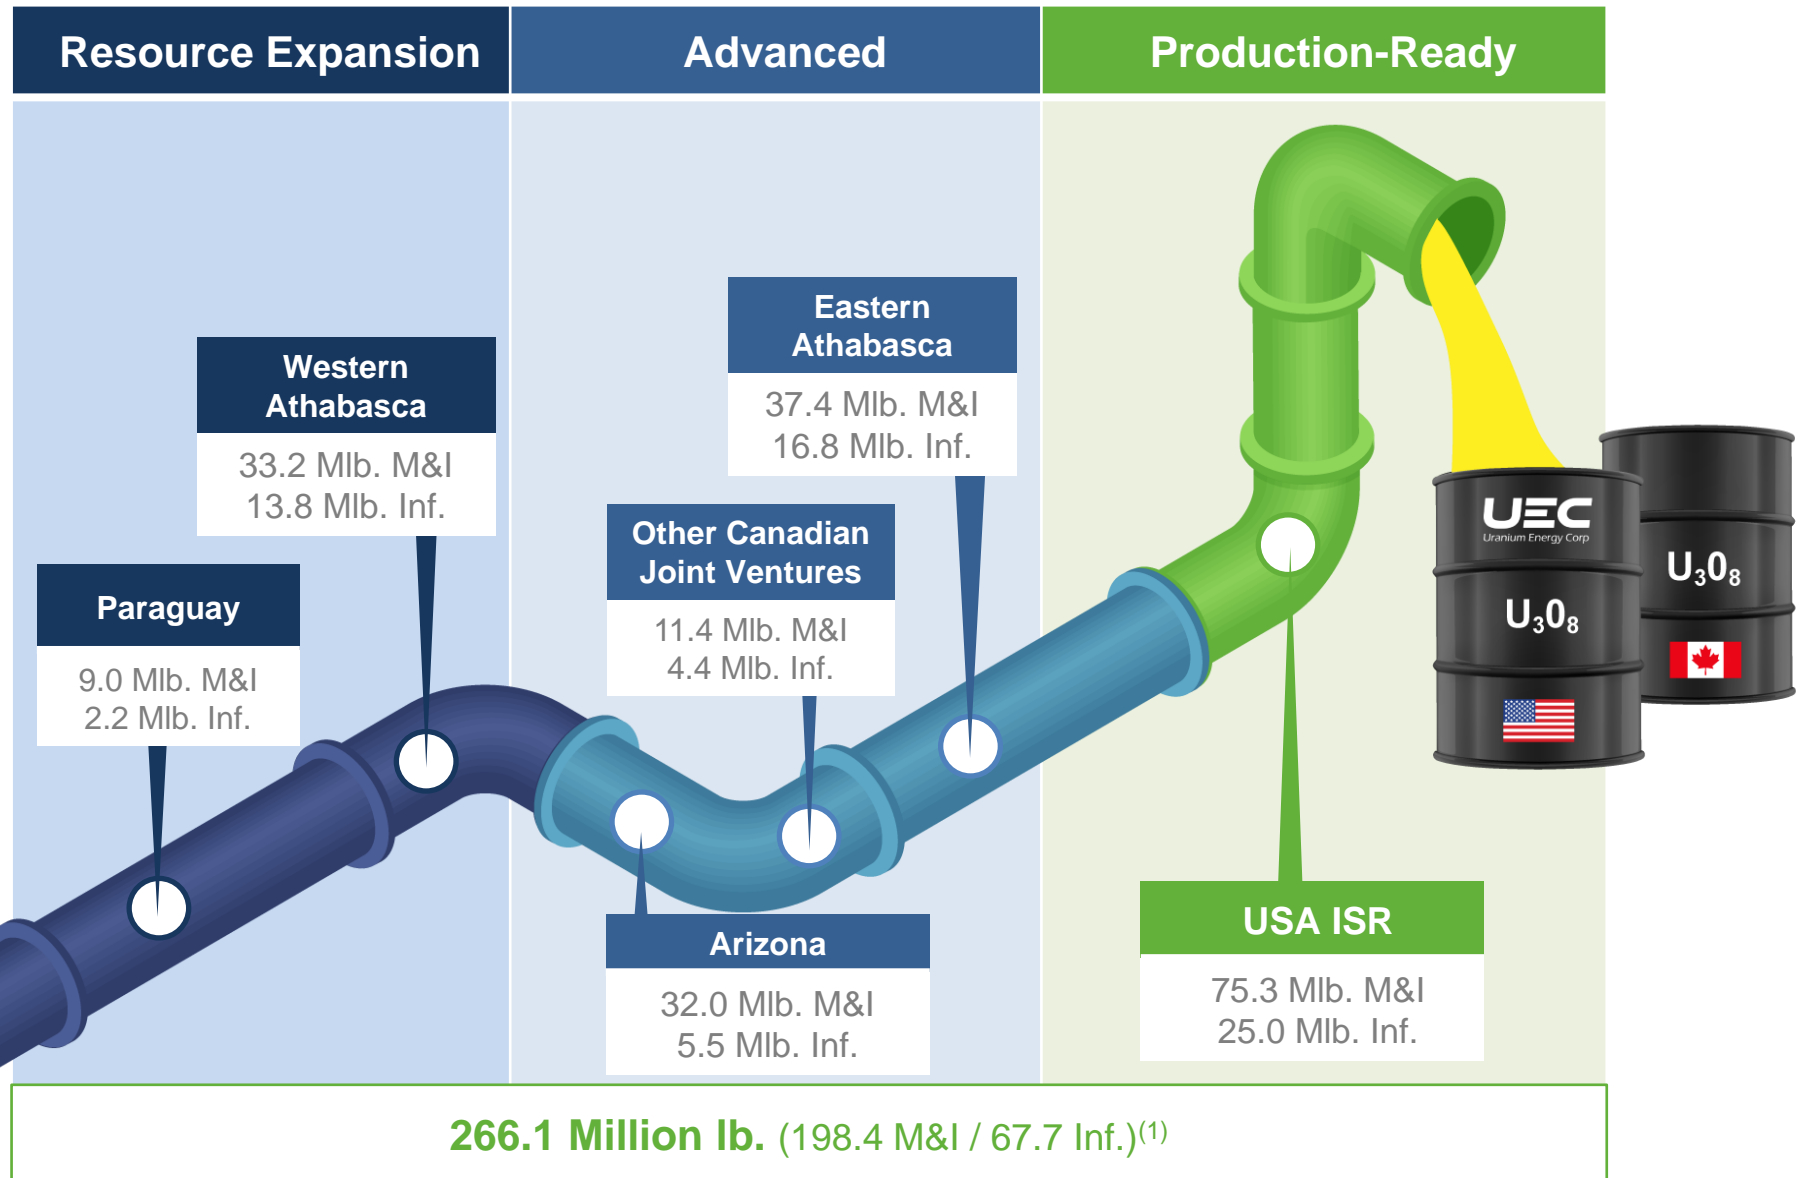 Resource Expansion
Advanced
Production-Ready
Paraguay
9.0 Mlb. M&I
2.2 Mlb. Inf.
Western
Athabasca
33.2 Mlb. M&I
13.8 Mlb. Inf.
Arizona
32.0 Mlb. M&I
5.5 Mlb. Inf.
Other Canadian
Joint Ventures
11.4 Mlb. M&I
4.4 Mlb. Inf.
Eastern
Athabasca
37.4 Mlb. M&I
16.8 Mlb. Inf.
USA ISR
75.3 Mlb. M&I
25.0 Mlb. Inf.
UEC
Uranium Energy Corp
U₃0₈
U₃0₈
266.1 Million lb. (198.4 M&I / 67.7 Inf.)⁽¹⁾